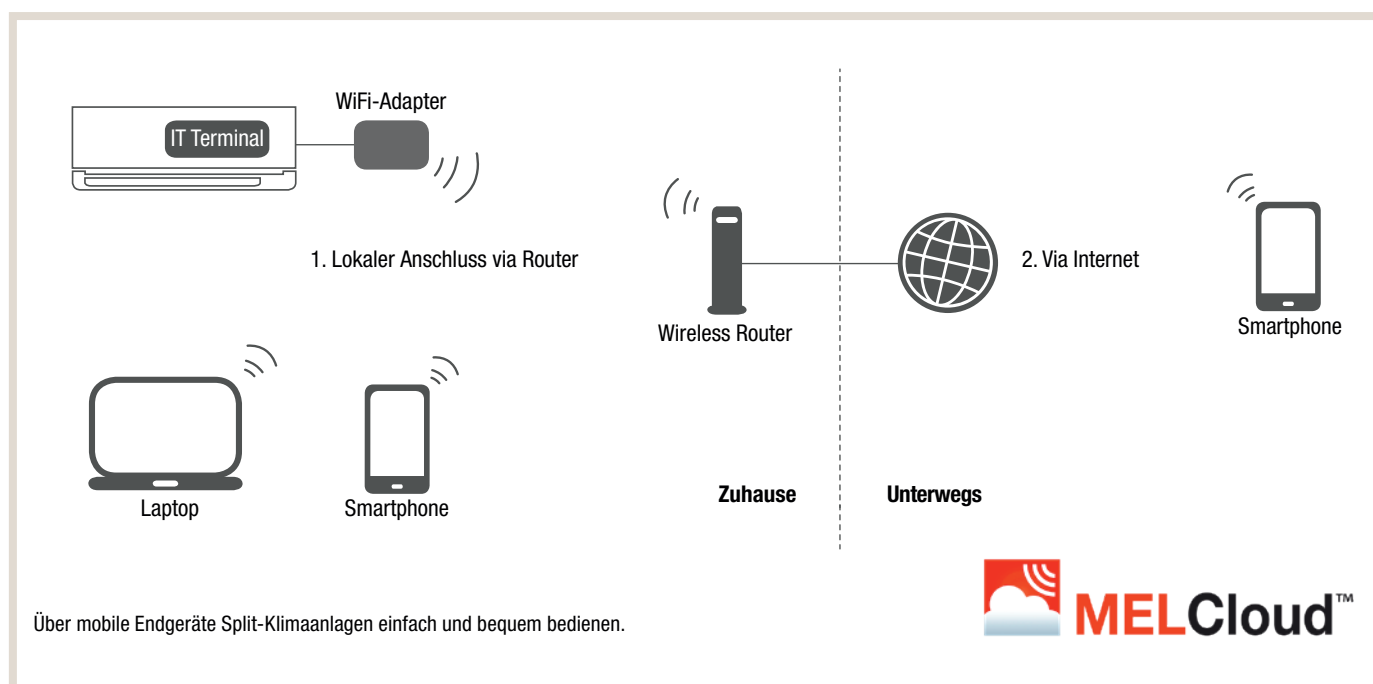 WiFi-Adapter
IT Terminal
1. Lokaler Anschluss via Router
2. Via Internet
Wireless Router
Smartphone
Laptop
Smartphone
Zuhause
Unterwegs
MELCloud™
Über mobile Endgeräte Split-Klimaanlagen einfach und bequem bedienen.